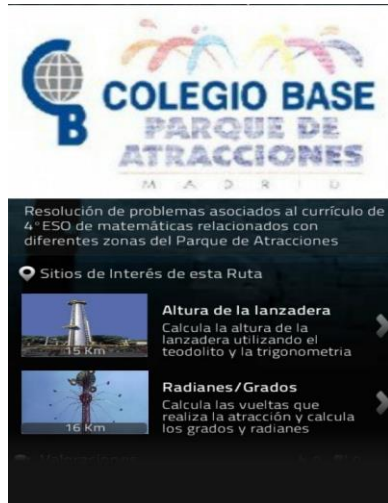 CB
COLEGIO BASE
PARQUE DE
ATRACCIONES
MADRID
Resolución de problemas asociados al currículo de
4°ESO de matemáticas relacionados con
diferentes zonas del Parque de Atracciones
Sitios de Interés de esta Ruta
Altura de la lanzadera
Calcula la altura de la
lanzadera utilizando el
teodolito y la trigonometria
15 Km
Radianes/Grados
Calcula las vueltas que
realiza la atracción y calcula
los grados y radianes
16 Km
Valoraciones